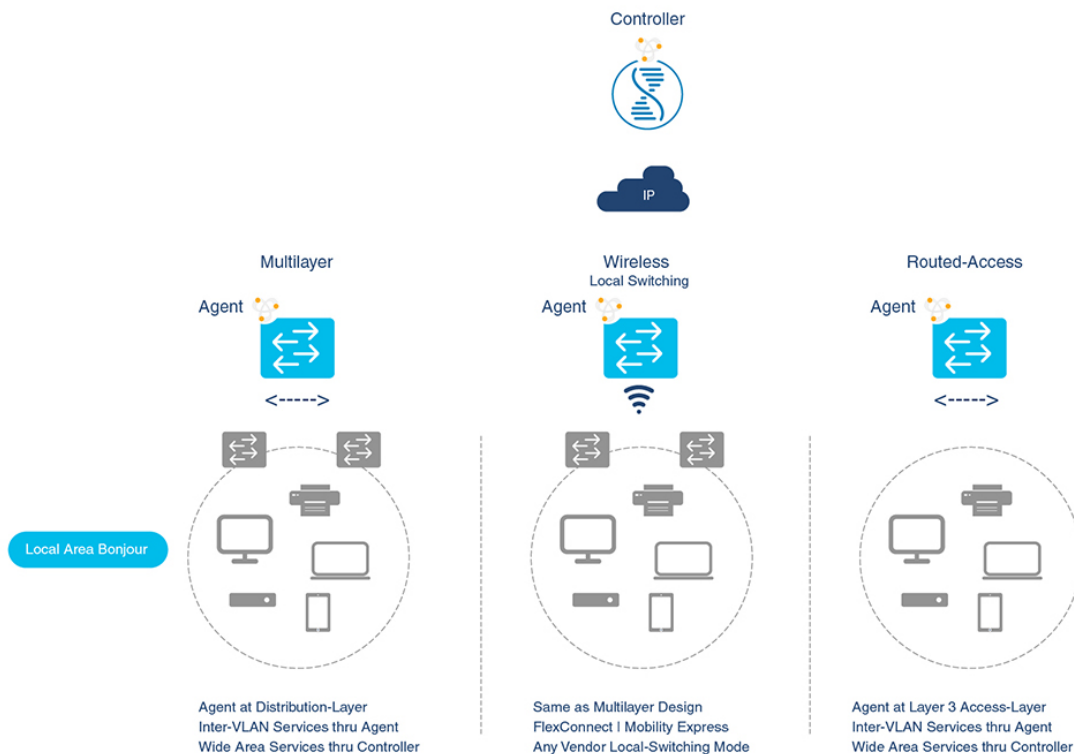 Controller
IP
Multilayer
Wireless
Local Switching
Routed-Access
Agent
Agent
Agent
<----->
<----->
Local Area Bonjour
Agent at Distribution-Layer
Inter-VLAN Services thru Agent
Wide Area Services thru Controller
Same as Multilayer Design
FlexConnect | Mobility Express
Any Vendor Local-Switching Mode
Agent at Layer 3 Access-Layer
Inter-VLAN Services thru Agent
Wide Area Services thru Controller